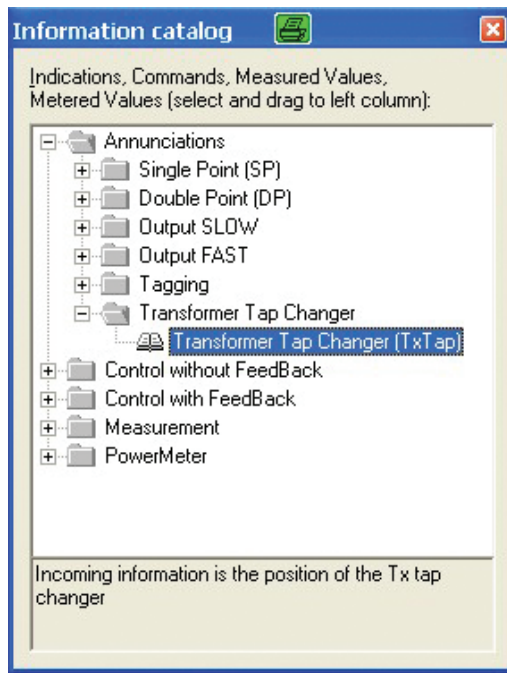 Information catalog
Indications, Commands, Measured Values,
Metered Values (select and drag to left column):
Annunciations
Single Point (SP)
Double Point (DP)
Output SLOW
Output FAST
Tagging
Transformer Tap Changer
Transformer Tap Changer (TxTap)
Control without FeedBack
Control with FeedBack
Measurement
PowerMeter
Incoming information is the position of the Tx tap
changer